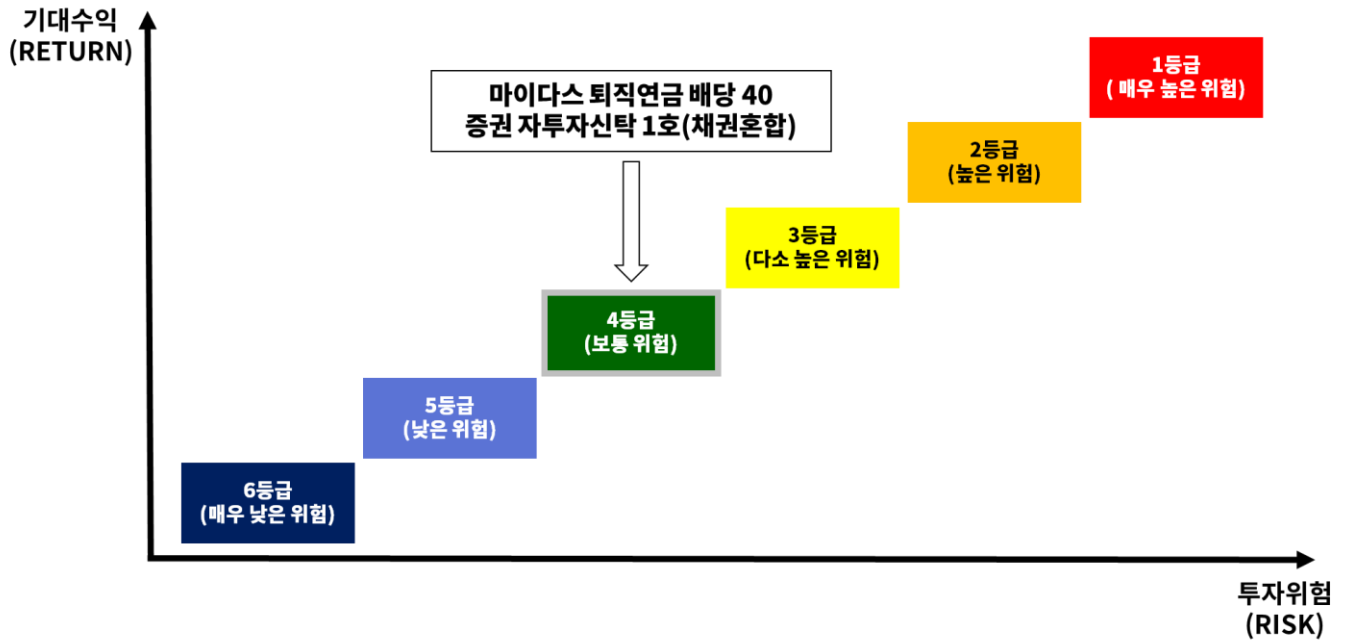 기대수익
(RETURN)
마이다스 퇴직연금 배당 40
증권 자투자신탁 1호(채권혼합)
1등급
( 매우 높은 위험)
2등급
(높은 위험)
3등급
(다소 높은 위험)
4등급
(보통 위험)
5등급
(낮은 위험)
6등급
(매우 낮은 위험)
투자위험
(RISK)